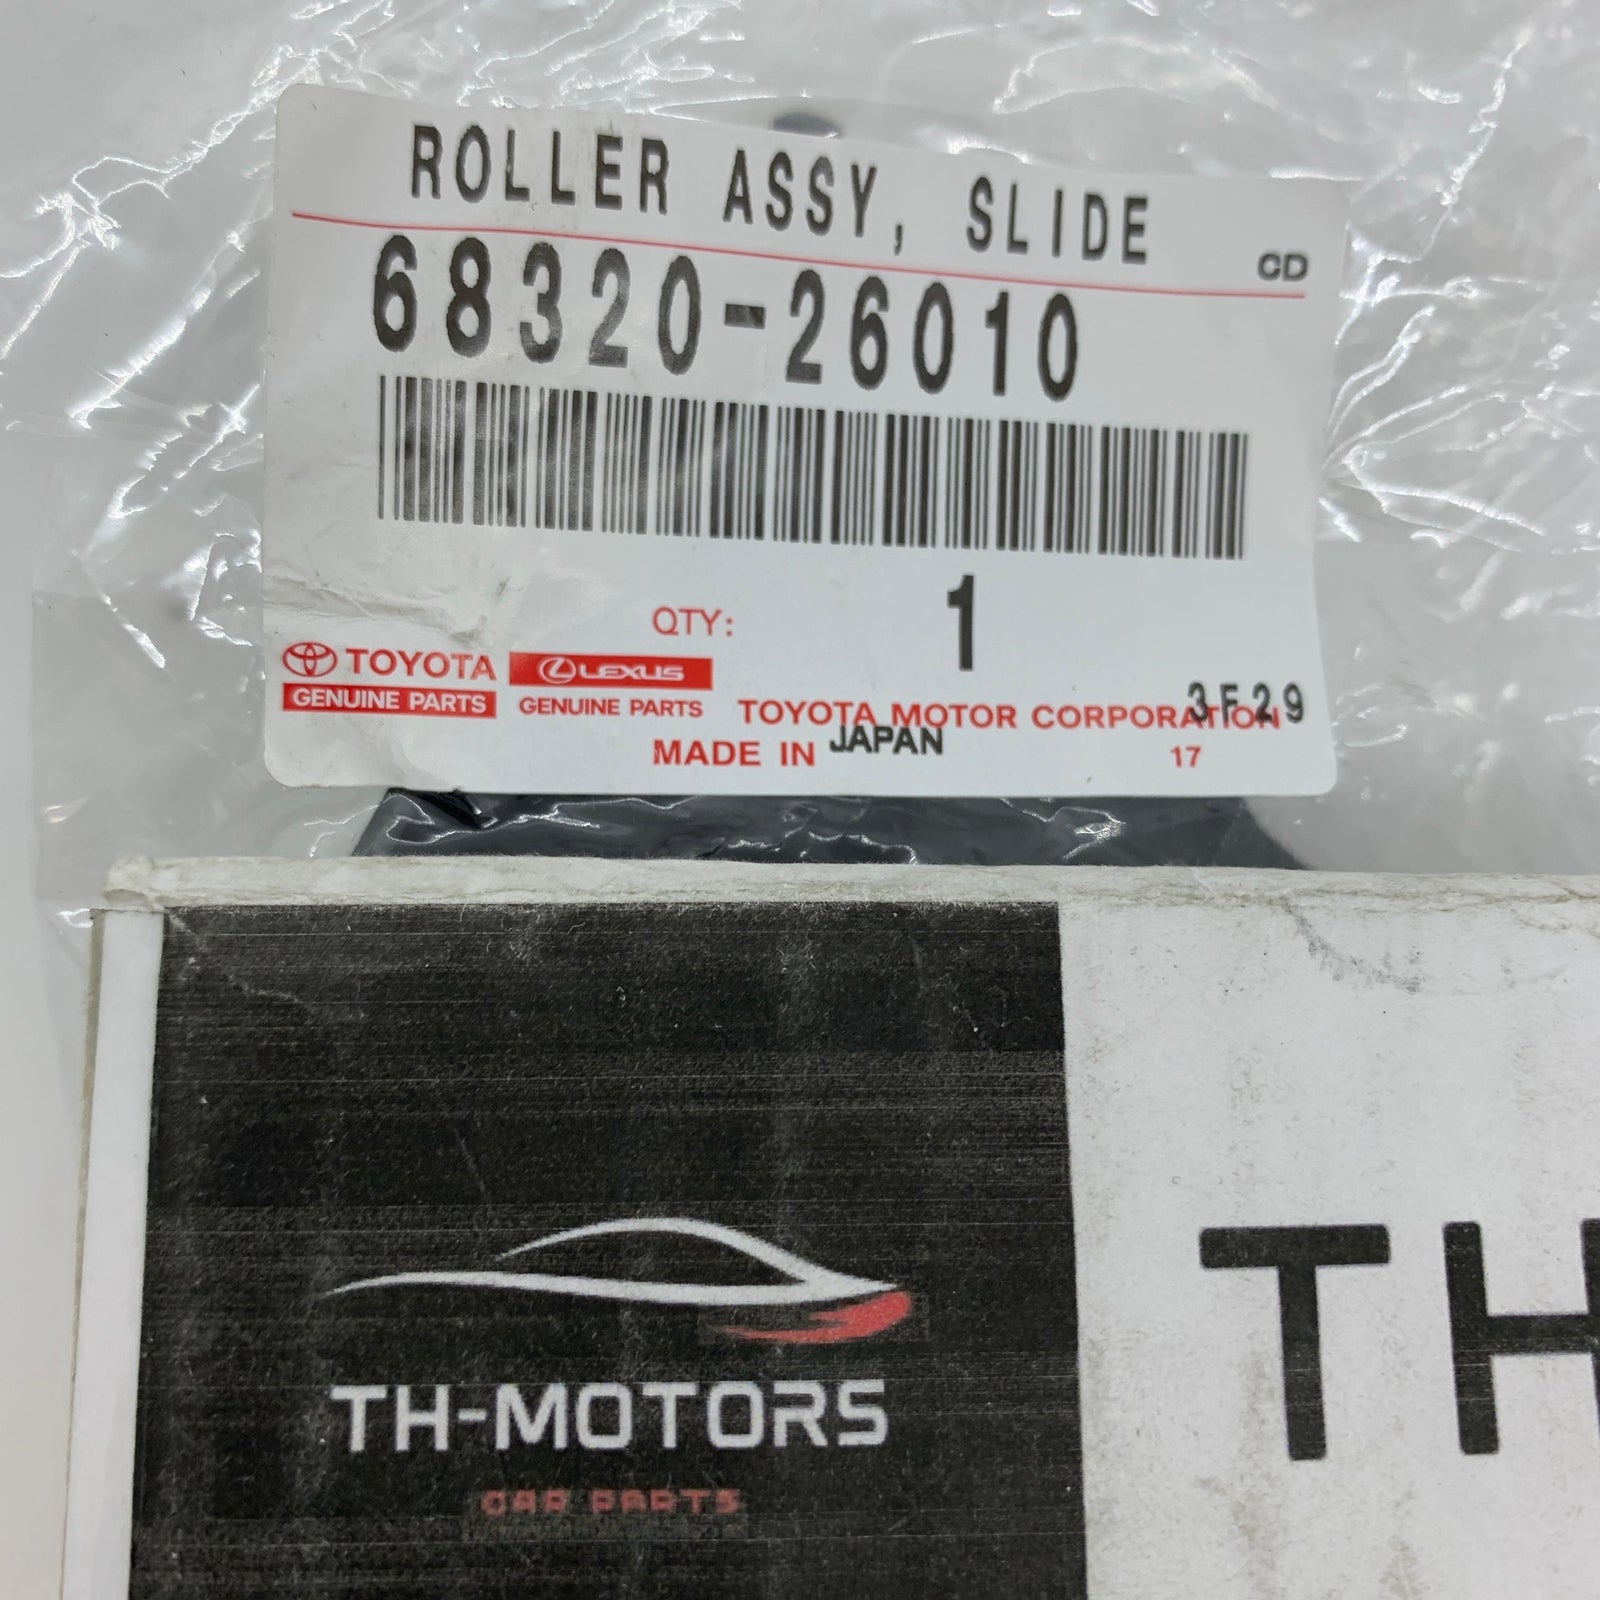 ROLLER ASSY, SLIDE
CD
68320-26010
QTY: 1
TOYOTA LEXUS
GENUINE PARTS GENUINE PARTS TOYOTA MOTOR CORPORATION 3F29
MADE IN JAPAN 17
TH
TH-MOTORS
CAR PARTS